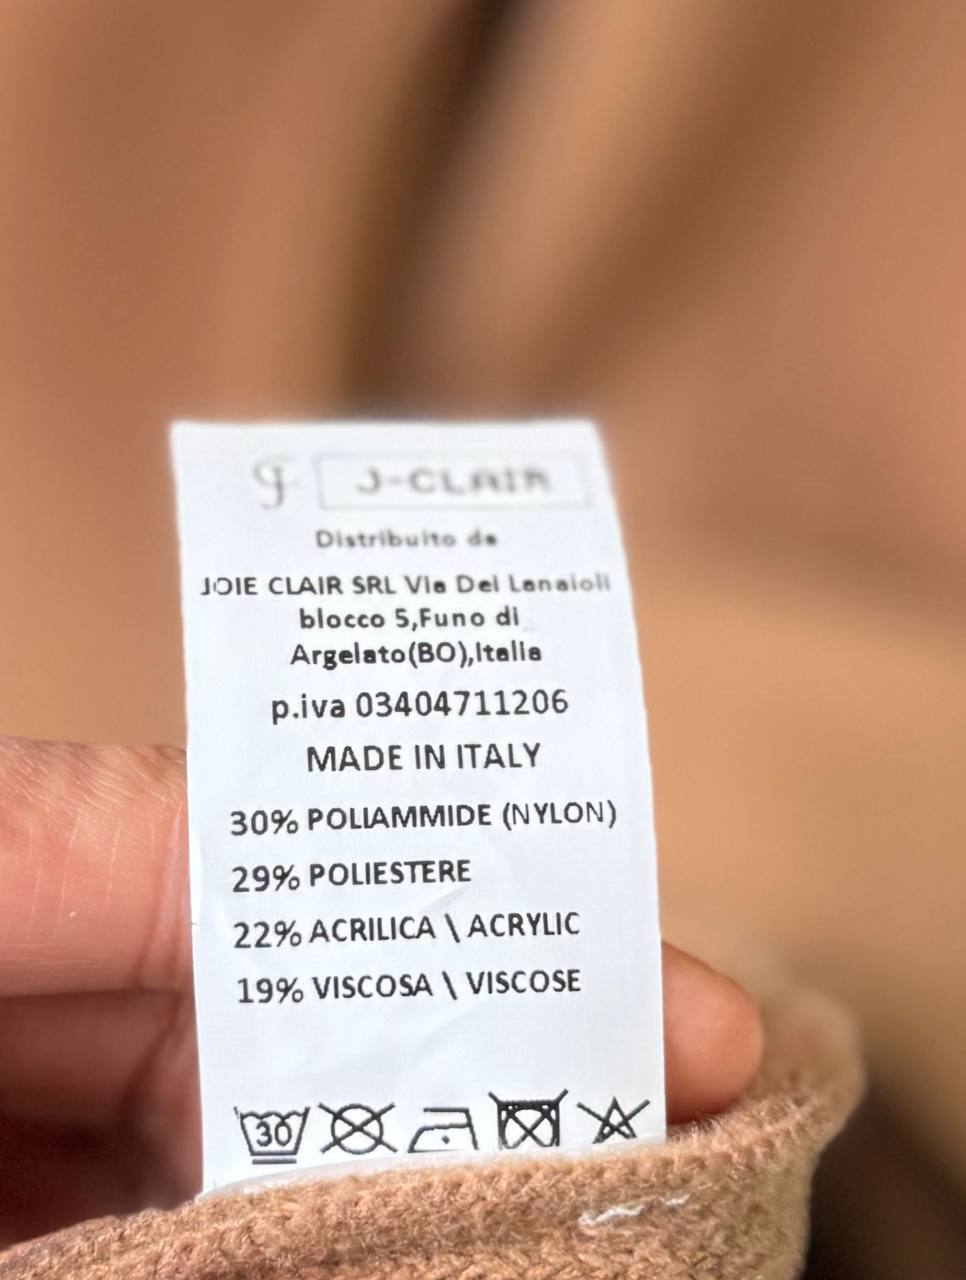 J-CLAIR
Distribuito da
JOIE CLAIR SRL Via Dei Lanaioli
blocco 5,Funo di
Argelato(BO),Italia
p.iva 03404711206
MADE IN ITALY
30% POLIAMMIDE (NYLON)
29% POLIESTERE
22% ACRILICA \ ACRYLIC
19% VISCOSA \ VISCOSE
30